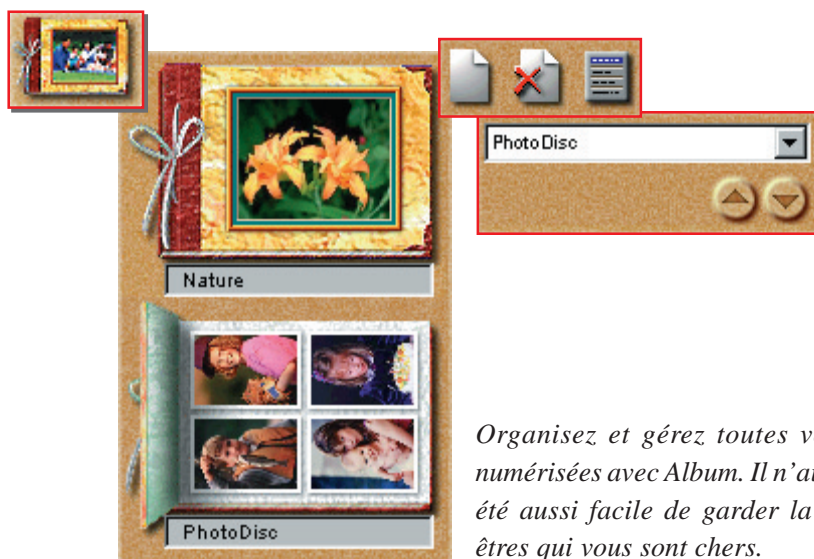 PhotoDisc
Nature
PhotoDisc
Organisez et gérez toutes
numérisées avec Album. Il
été aussi facile de garder la
êtres qui vous sont chers.